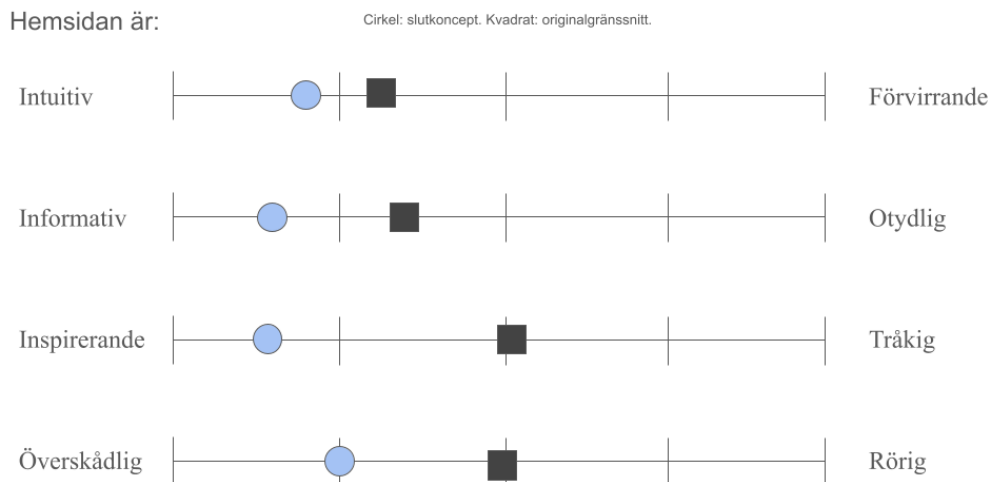 Hemsidan är:
Cirkel: slutkoncept. Kvadrat: originalgränssnitt.
Intuitiv
Förvirrande
Informativ
Otydlig
Inspirerande
Tråkig
Överskådlig
Rörig